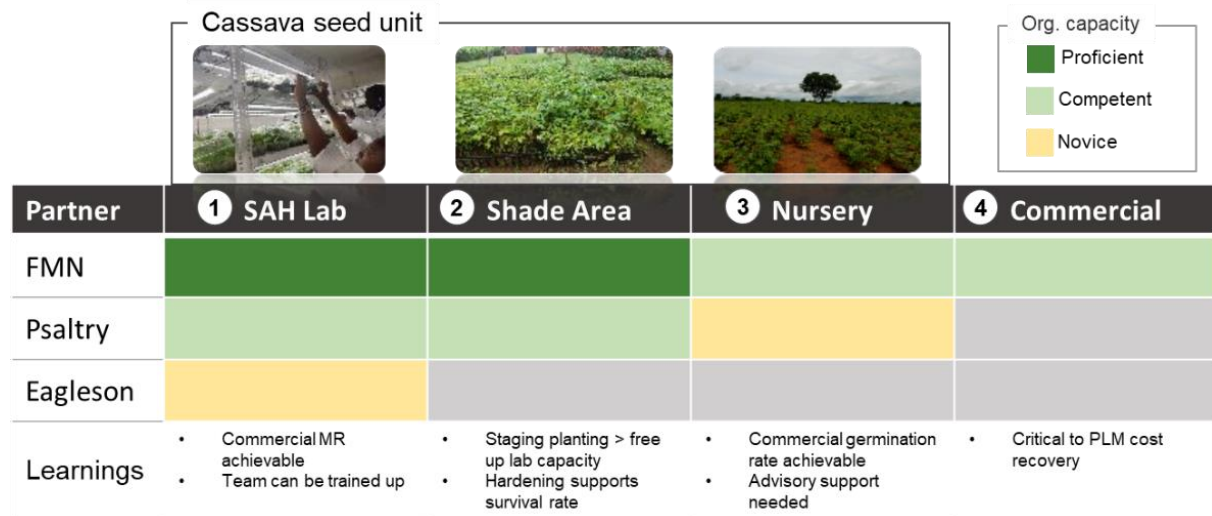 Cassava seed unit
Org. capacity
Proficient
Competent
Novice
Partner
1 SAH Lab
2 Shade Area
3 Nursery
4 Commercial
FMN
Psaltry
Eagleson
Learnings
• Commercial MR
achievable
• Team can be trained up
• Staging planting > free
up lab capacity
• Hardening supports
survival rate
• Commercial germination
rate achievable
• Advisory support
needed
• Critical to PLM cost
recovery